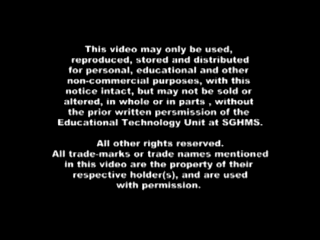 This video may only be used,
reproduced, stored and distributed
for personal, educational and other
non-commercial purposes, with this
notice intact, but may not be sold or
altered, in whole or in parts , without
the prior written persmission of the
Educational Technology Unit at SGHMS.
All other rights reserved.
All trade-marks or trade names mentioned
in this video are the property of their
respective holder(s), and are used
with permission.